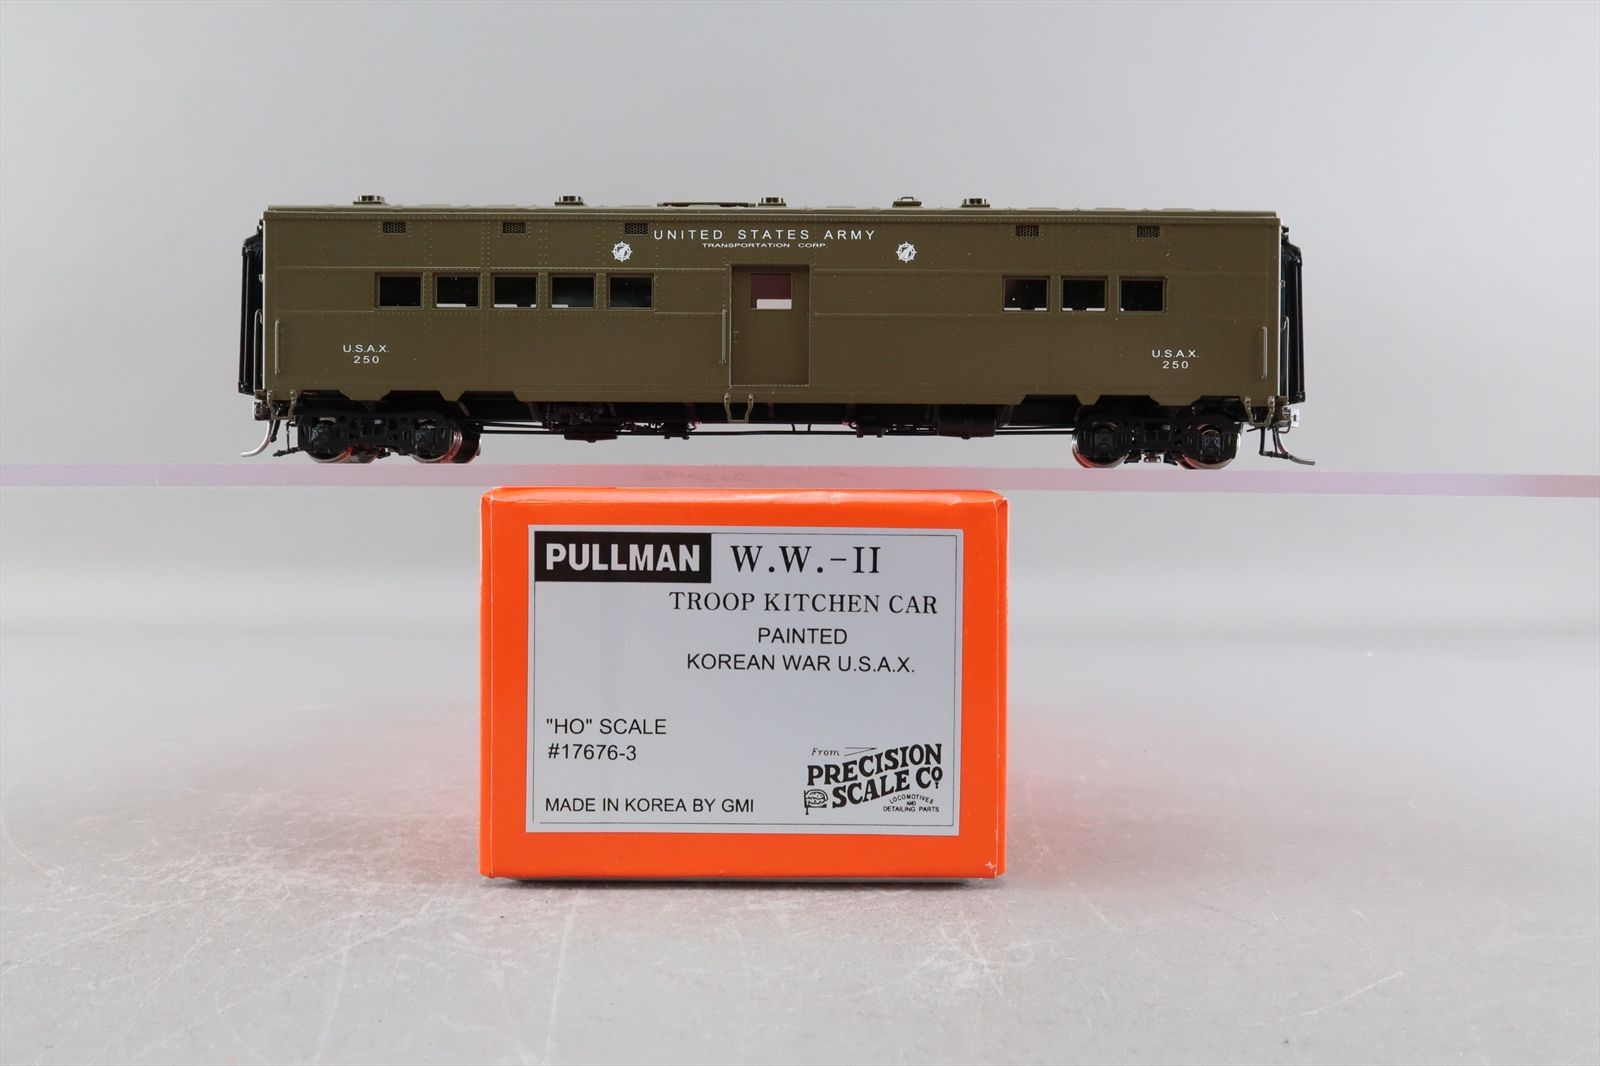 UNITED STATES ARMY
TRANSPORTATION CORP.
U.S.A.X.
250
U.S.A.X.
250
PULLMAN W.W.-II
TROOP KITCHEN CAR
PAINTED
KOREAN WAR U.S.A.X.
"HO" SCALE
#17676-3
MADE IN KOREA BY GMI
From
PRECISION
SCALE CO
LOCOMOTIVES
AND
DETAILING PARTS